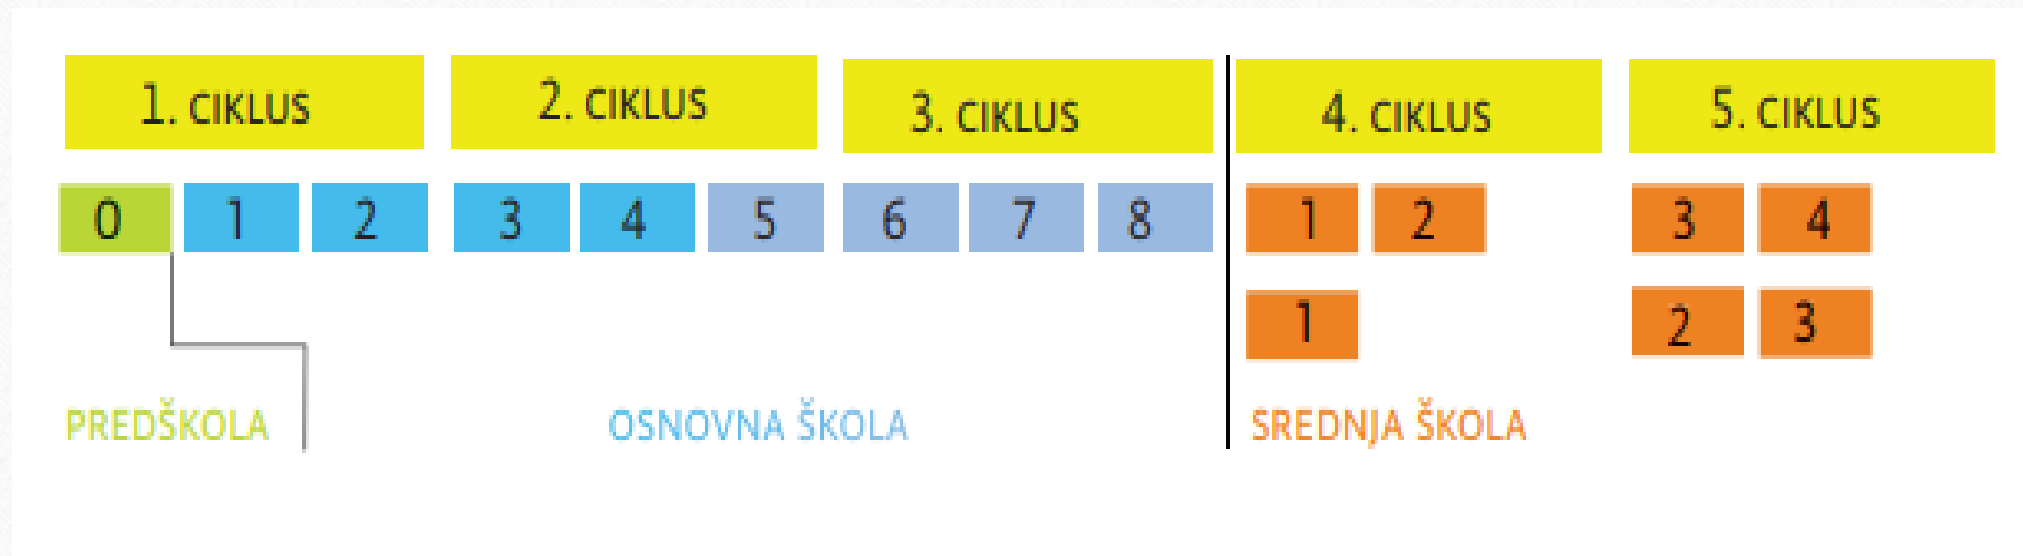 1. CIKLUS 2. CIKLUS 3. CIKLUS 4. CIKLUS 5. CIKLUS
0 1 2 3 4 5 6 7 8 1 2 3 4
1 2 3
PREDŠKOLA OSNOVNA ŠKOLA SREDNJA ŠKOLA